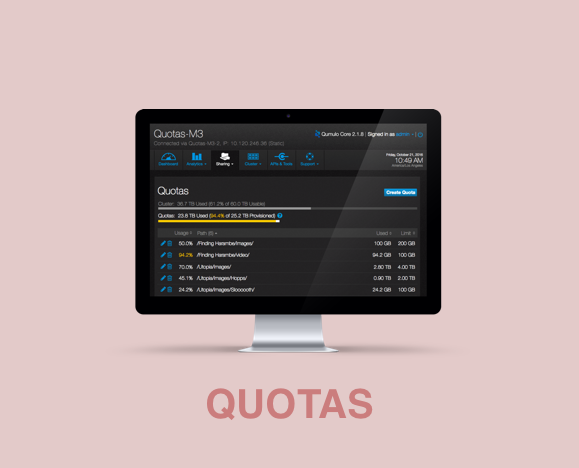 Quotas-M3
Qumulo Core 2.1.8 | Signed in as admin
Connected via: Quotas-M3-2, IP: 10.120.246.36 (Static)
Friday, October 21, 2016
10:49 AM
America/Los Angeles
Dashboard Analytics Sharing Cluster APIs & Tools Support
Quotas
Create Quota
Cluster: 36.7 TB Used (61.2% of 60.0 TB Usable)
Quotas: 23.8 TB Used (94.4% of 25.2 TB Provisioned)
Usage Path (6) Used Limit
50.0% /Finding Harambe/Images/ 100 GB 200 GB
94.2% /Finding Harambe/Video/ 94.2 GB 100 GB
70.0% /Utopia/Images/ 2.80 TB 4.00 TB
45.1% /Utopia/Images/Hopps/ 0.90 TB 2.00 TB
24.2% /Utopia/Images/Sloooooth/ 24.2 GB 100 GB
QUOTAS